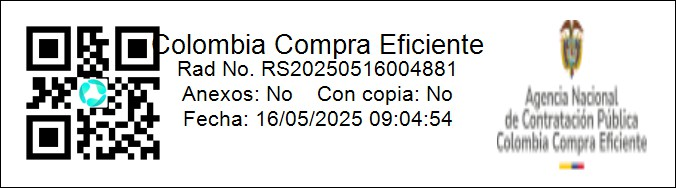 Colombia Compra Eficiente
Rad No. RS20250516004881
Anexos: No Con copia: No
Fecha: 16/05/2025 09:04:54
Agencia Nacional
de Contratación Pública
Colombia Compra Eficiente